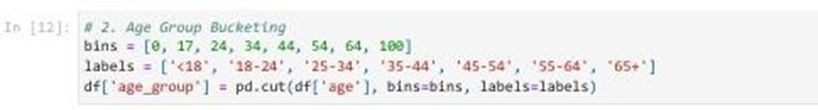 In [12]: # 2. Age Group Bucketing
bins = [0, 17, 24, 34, 44, 54, 64, 100]
labels = ['<18', '18-24', '25-34', '35-44', '45-54', '55-64', '65+']
df['age_group'] = pd.cut(df['age'], bins=bins, labels=labels)